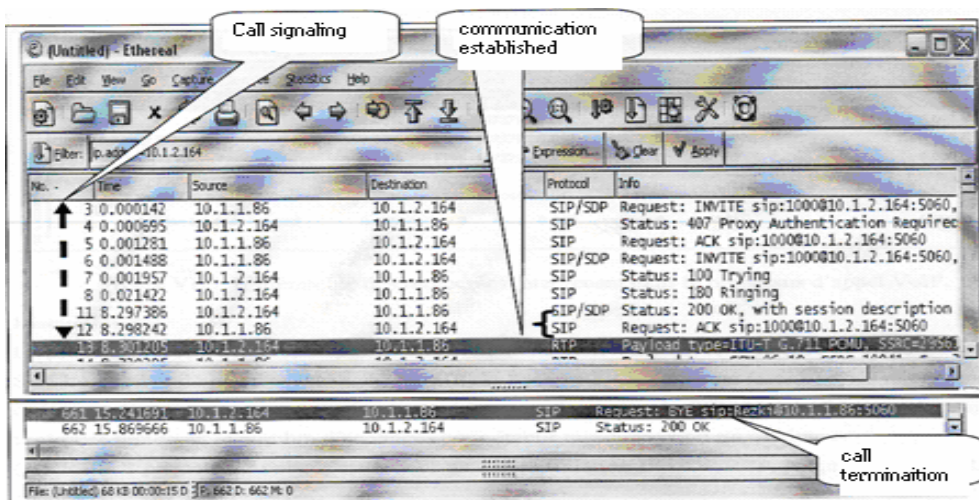 Call signaling
communication
established
(Untitled) - Ethereal
File Edit View Go Capture Statistics Help
Filter: ip.addr==10.1.2.164 Expression... Clear Apply
No. - Time Source Destination Protocol Info
3 0.000142 10.1.1.86 10.1.2.164 SIP/SDP Request: INVITE sip:1000@10.1.2.164:5060,
4 0.000695 10.1.2.164 10.1.1.86 SIP Status: 407 Proxy Authentication Required
5 0.001281 10.1.1.86 10.1.2.164 SIP Request: ACK sip:1000@10.1.2.164:5060
6 0.001488 10.1.1.86 10.1.2.164 SIP/SDP Request: INVITE sip:1000@10.1.2.164:5060,
7 0.001957 10.1.2.164 10.1.1.86 SIP Status: 100 Trying
8 0.021422 10.1.2.164 10.1.1.86 SIP Status: 180 Ringing
11 8.297386 10.1.2.164 10.1.1.86 SIP/SDP Status: 200 OK, with session description
12 8.298242 10.1.1.86 10.1.2.164 SIP Request: ACK sip:1000@10.1.2.164:5060
13 8.301205 10.1.2.164 10.1.1.86 RTP Payload type=ITU-T G.711 PCMU, SSRC=29565
661 15.241691 10.1.2.164 10.1.1.86 SIP Request: BYE sip:Rezki@10.1.1.86:5060
662 15.869666 10.1.1.86 10.1.2.164 SIP Status: 200 OK
call
terminaition
File: (Untitled) 68 KB 00:00:15 D P: 662 D: 662 M: 0